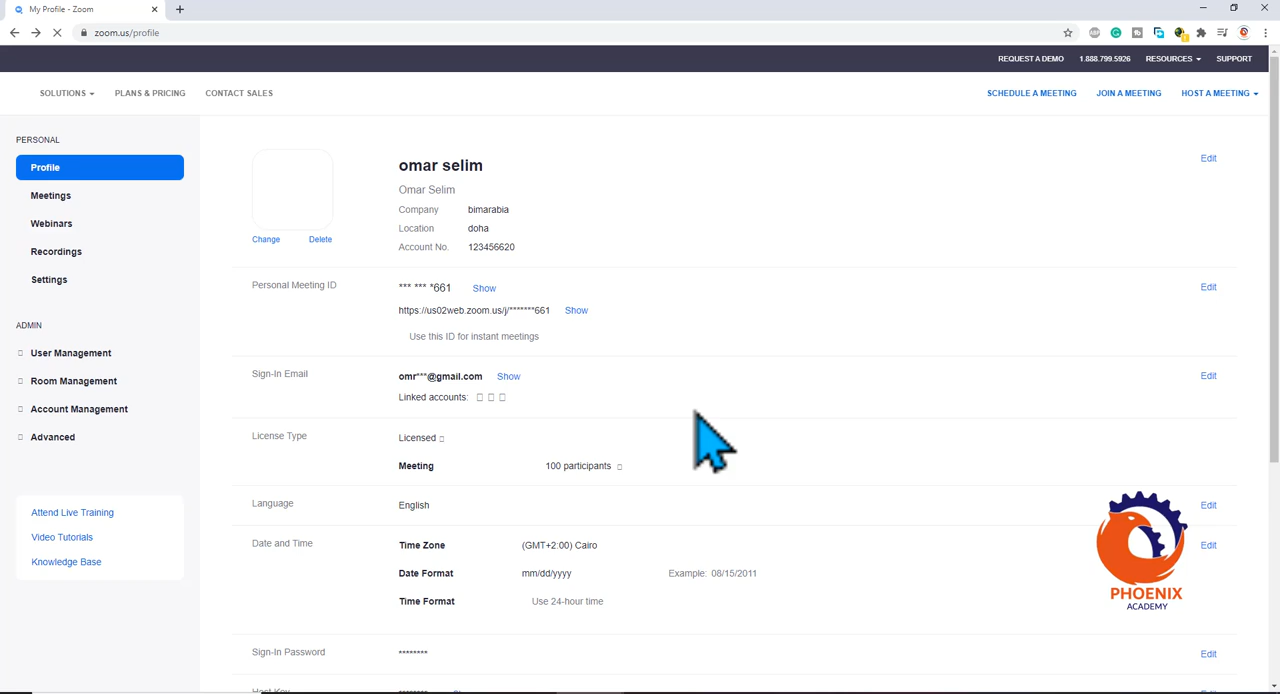 My Profile - Zoom
zoom.us/profile
REQUEST A DEMO 1.888.799.5926 RESOURCES SUPPORT
SOLUTIONS PLANS & PRICING CONTACT SALES SCHEDULE A MEETING JOIN A MEETING HOST A MEETING
PERSONAL
Profile
Meetings
Webinars
Recordings
Settings
ADMIN
User Management
Room Management
Account Management
Advanced
Attend Live Training
Video Tutorials
Knowledge Base
Change Delete
omar selim Edit
Omar Selim
Company bimarabia
Location doha
Account No. 123456620
Personal Meeting ID *** *** *661 Show Edit
https://us02web.zoom.us/j/*******661 Show
Use this ID for instant meetings
Sign-In Email omr***@gmail.com Show Edit
Linked accounts:
License Type Licensed
Meeting 100 participants
Language English Edit
Date and Time Time Zone (GMT+2:00) Cairo Edit
Date Format mm/dd/yyyy Example: 08/15/2011
Time Format Use 24-hour time
PHOENIX
ACADEMY
Sign-In Password ******** Edit